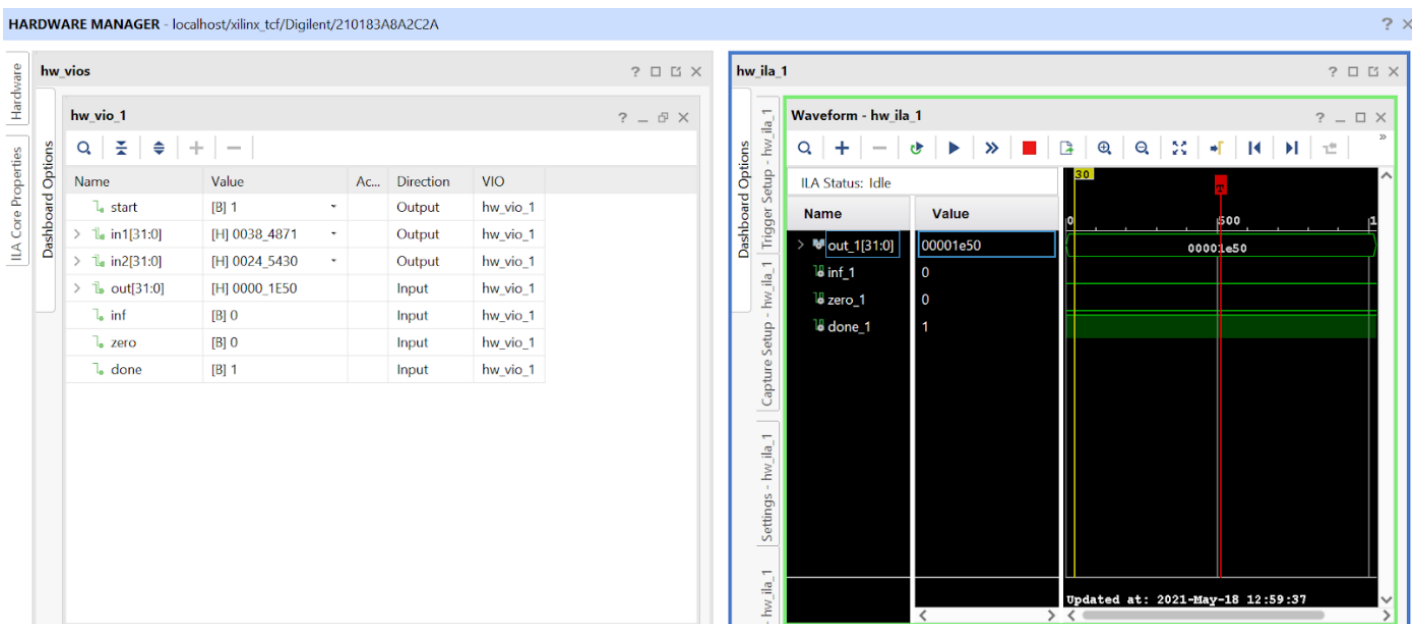 HARDWARE MANAGER - localhost/xilinx_tcf/Digilent/210183A8A2C2A
Hardware
ILA Core Properties
hw_vios
Dashboard Options
hw_vio_1
Name Value Ac... Direction VIO
start [B] 1 Output hw_vio_1
in1[31:0] [H] 0038_4871 Output hw_vio_1
in2[31:0] [H] 0024_5430 Output hw_vio_1
out[31:0] [H] 0000_1E50 Input hw_vio_1
inf [B] 0 Input hw_vio_1
zero [B] 0 Input hw_vio_1
done [B] 1 Input hw_vio_1
hw_ila_1
Dashboard Options
Trigger Setup - hw_ila_1
Capture Setup - hw_ila_1
Settings - hw_ila_1
- hw_ila_1
Waveform - hw_ila_1
ILA Status: Idle
Name Value
out_1[31:0] 00001e50
inf_1 0
zero_1 0
done_1 1
30
T
0 500 1
00001e50
Updated at: 2021-May-18 12:59:37